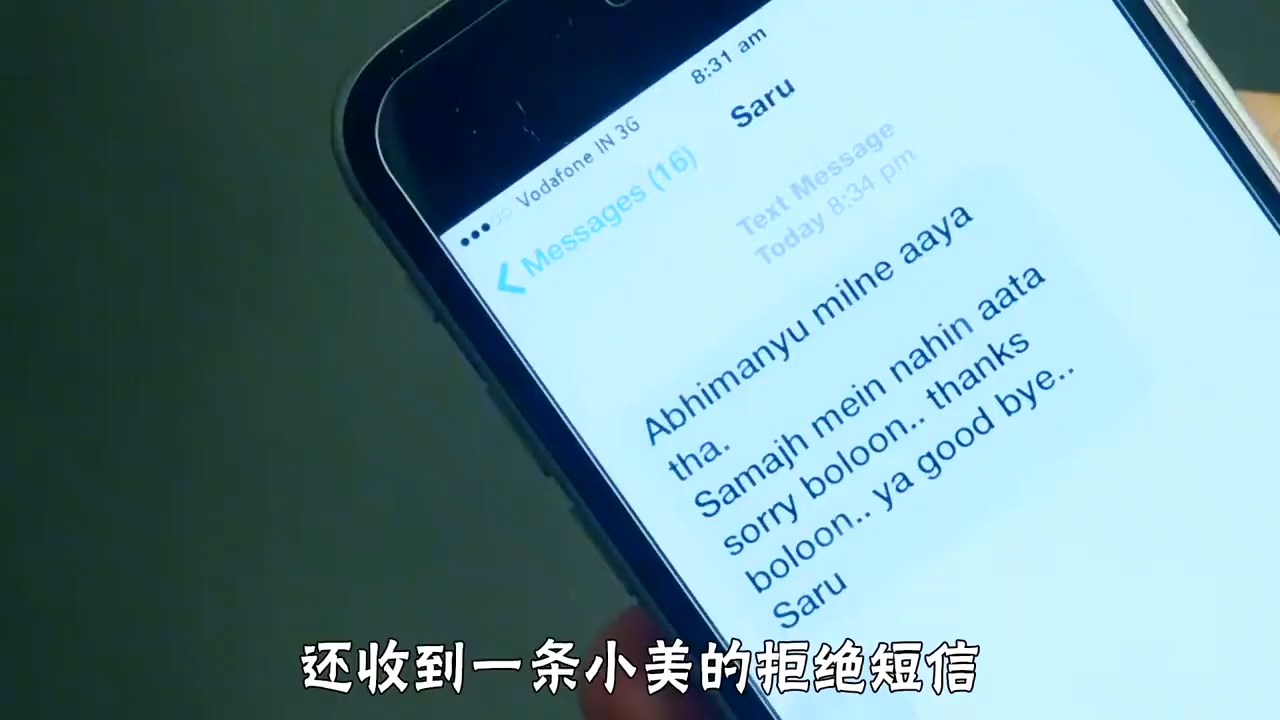 8:31 am
Vodafone IN 3G
Saru
Messages (16)
Text Message
Today 8:34 pm
Abhimanyu milne aaya
tha.
Samajh mein nahin aata
sorry boloon.. thanks
boloon.. ya good bye..
Saru
还收到一条小美的拒绝短信